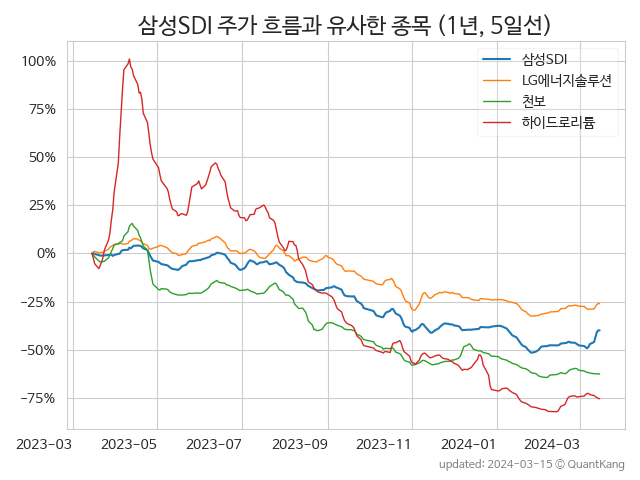 삼성SDI 주가 흐름과 유사한 종목 (1년, 5일선)
삼성SDI
LG에너지솔루션
천보
하이드로리튬
100%
75%
50%
25%
0%
−25%
−50%
−75%
2023-03
2023-05
2023-07
2023-09
2023-11
2024-01
2024-03
updated: 2024-03-15 © QuantKang